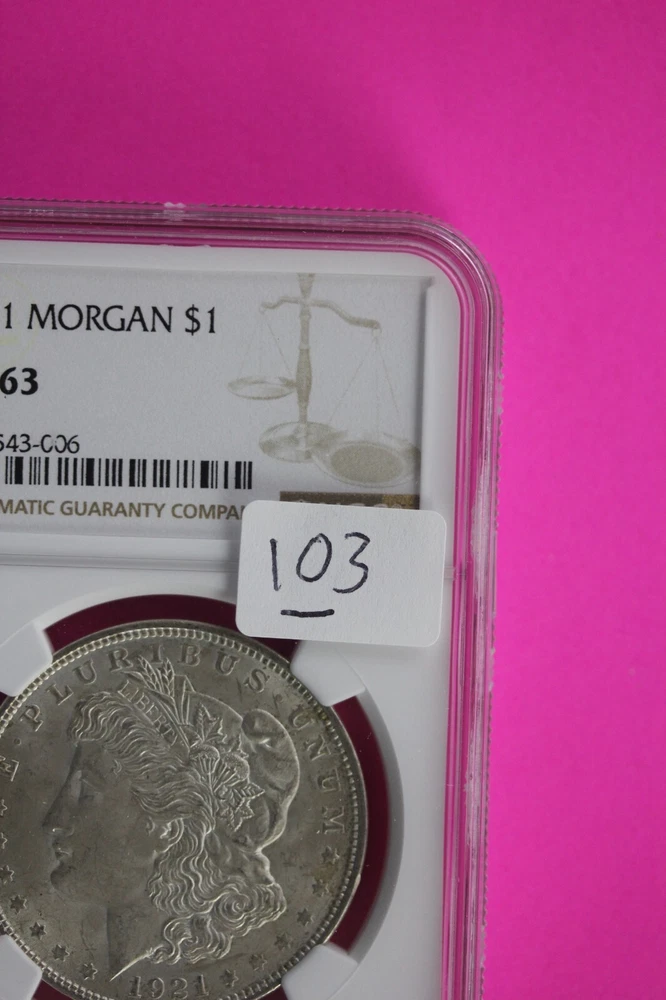 1 MORGAN $1
63
543-006
MATIC GUARANTY COMPA
103
E · PLURIBUS · UNUM
LIBERTY
1921